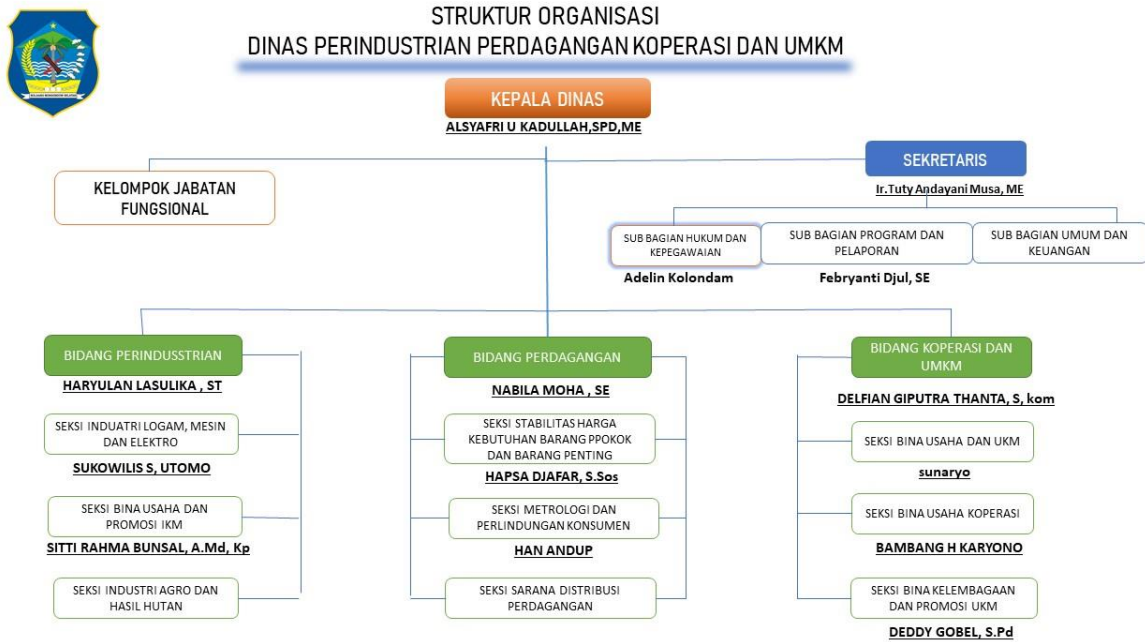 STRUKTUR ORGANISASI
DINAS PERINDUSTRIAN PERDAGANGAN KOPERASI DAN UMKM
KEPALA DINAS
ALSYAFRI U KADULLAH,SPD,ME
KELOMPOK JABATAN
FUNGSIONAL
SEKRETARIS
Ir.Tuty Andayani Musa, ME
SUB BAGIAN HUKUM DAN
KEPEGAWAIAN
Adelin Kolondam
SUB BAGIAN PROGRAM DAN
PELAPORAN
Febryanti Djul, SE
SUB BAGIAN UMUM DAN
KEUANGAN
BIDANG PERINDUSSTRIAN
HARYULAN LASULIKA , ST
SEKSI INDUATRI LOGAM, MESIN
DAN ELEKTRO
SUKOWILIS S, UTOMO
SEKSI BINA USAHA DAN
PROMOSI IKM
SITTI RAHMA BUNSAL, A.Md, Kp
SEKSI INDUSTRI AGRO DAN
HASIL HUTAN
BIDANG PERDAGANGAN
NABILA MOHA , SE
SEKSI STABILITAS HARGA
KEBUTUHAN BARANG PPOKOK
DAN BARANG PENTING
HAPSA DJAFAR, S.Sos
SEKSI METROLOGI DAN
PERLINDUNGAN KONSUMEN
HAN ANDUP
SEKSI SARANA DISTRIBUSI
PERDAGANGAN
BIDANG KOPERASI DAN
UMKM
DELFIAN GIPUTRA THANTA, S, kom
SEKSI BINA USAHA DAN UKM
sunaryo
SEKSI BINA USAHA KOPERASI
BAMBANG H KARYONO
SEKSI BINA KELEMBAGAAN
DAN PROMOSI UKM
DEDDY GOBEL, S.Pd